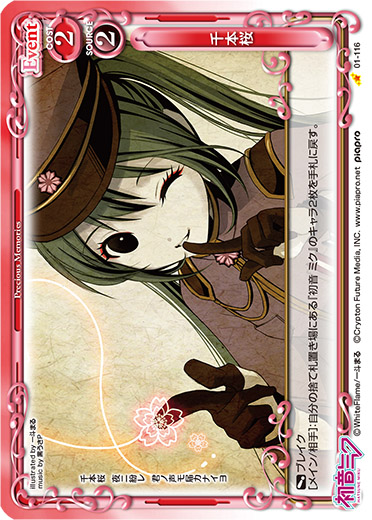 Event
COST
2
SOURCE
2
千本桜
Precious Memories
illustrated by 一斗まる
music by 黒うさP
千本桜 夜ニ紛レ 君ノ声モ届カナイヨ
ブレイク
[メイン/相手]：自分の捨て札置き場にある『初音 ミク』のキャラ2枚を手札に戻す。
初音ミク
HATSUNE MIKU
©WhiteFlame/一斗まる ©Crypton Future Media, INC. www.piapro.net piapro
01-116